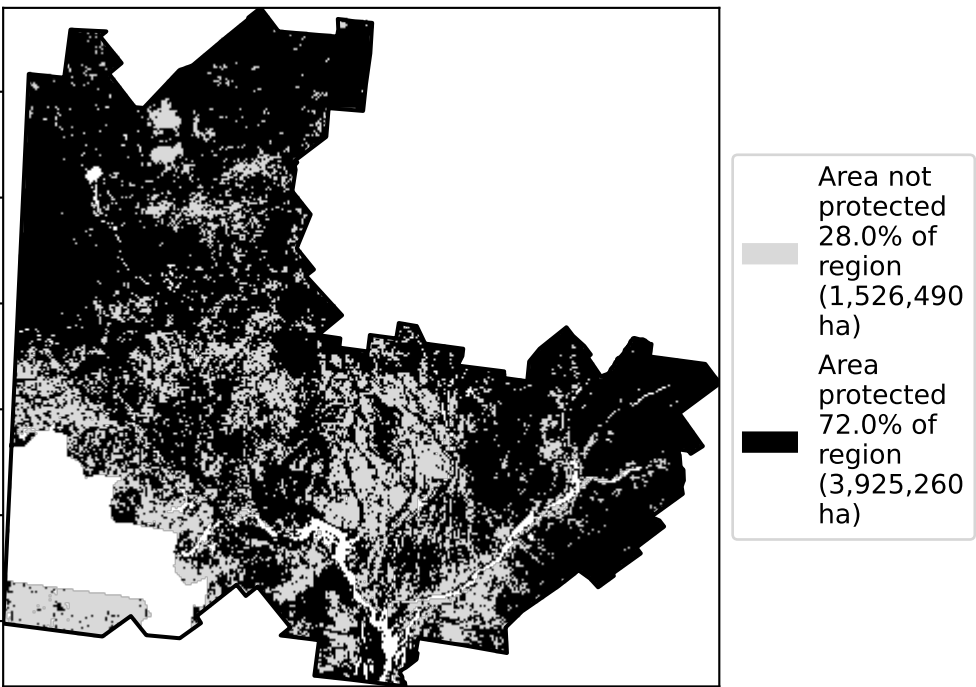 Area not
protected
28.0% of
region
(1,526,490
ha)
Area
protected
72.0% of
region
(3,925,260
ha)